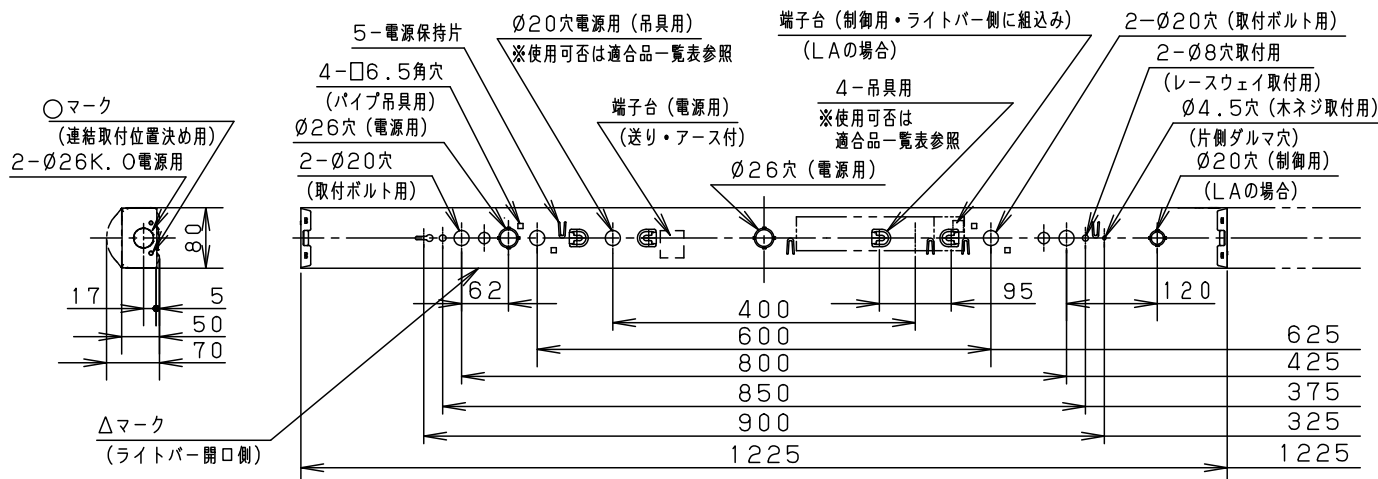 5-電源保持片
4-□6.5角穴
(パイプ吊具用)
○マーク
(連結取付位置決め用)
2-Ø26K.O電源用
Ø26穴(電源用)
2-Ø20穴
(取付ボルト用)
Ø20穴電源用(吊具用)
※使用可否は適合品一覧表参照
端子台(電源用)
(送り・アース付)
端子台(制御用・ライトバー側に組込み)
(LAの場合)
4-吊具用
※使用可否は
適合品一覧表参照
Ø26穴(電源用)
2-Ø20穴(取付ボルト用)
2-Ø8穴取付用
(レースウェイ取付用)
Ø4.5穴(木ネジ取付用)
(片側ダルマ穴)
Ø20穴(制御用)
(LAの場合)
80
17
5
50
70
62
95
120
400
600
625
800
425
850
375
900
325
1225
1225
△マーク
(ライトバー開口側)